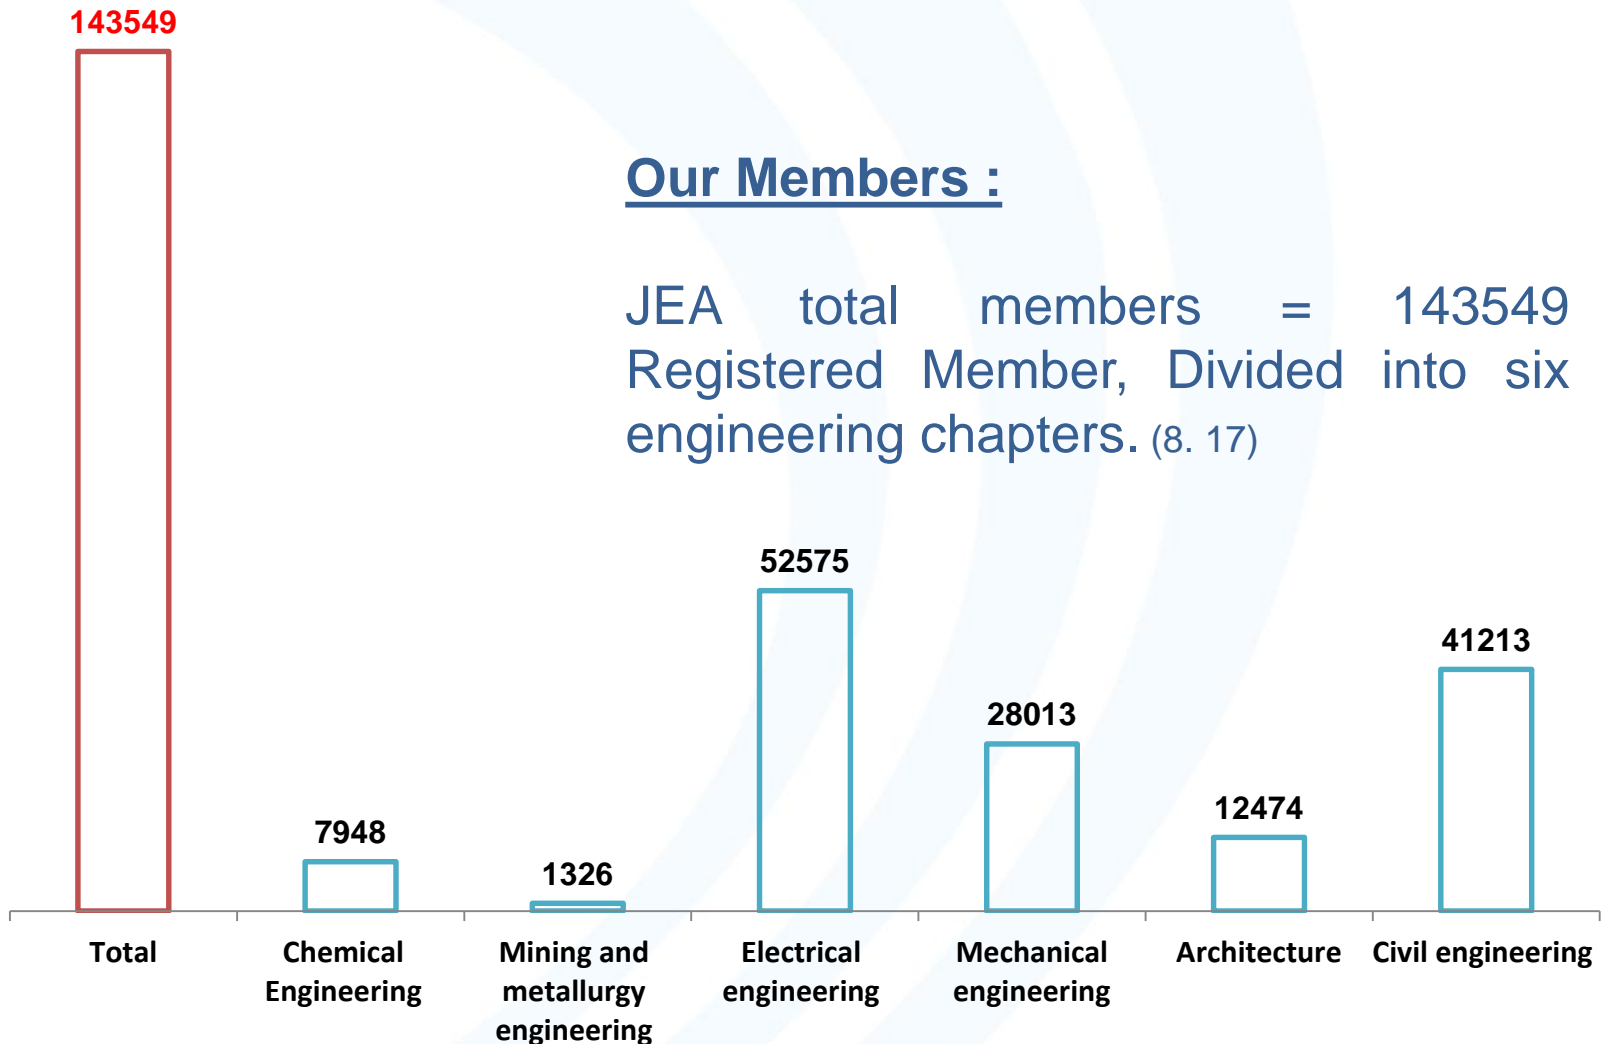 143549
Our Members :
JEA total members = 143549
Registered Member, Divided into six
engineering chapters. (8. 17)
52575
41213
28013
12474
7948
1326
Total
Chemical
Engineering
Mining and
metallurgy
engineering
Electrical
engineering
Mechanical
engineering
Architecture
Civil engineering